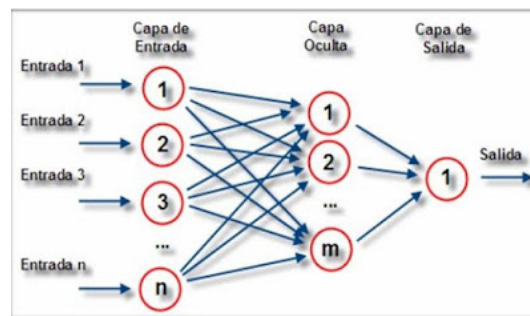 Capa de
Entrada
Capa
Oculta
Capa de
Salida
Entrada 1
1
Entrada 2
2
Entrada 3
3
...
Entrada n
n
1
2
...
m
1
Salida